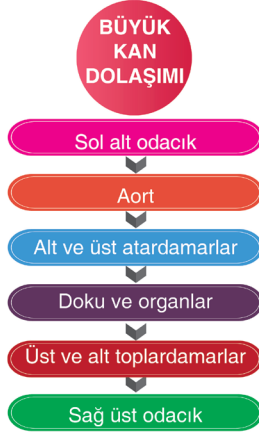 BÜYÜK
KAN
DOLAŞIMI
Sol alt odacık
Aort
Alt ve üst atardamarlar
Doku ve organlar
Üst ve alt toplardamarlar
Sağ üst odacık